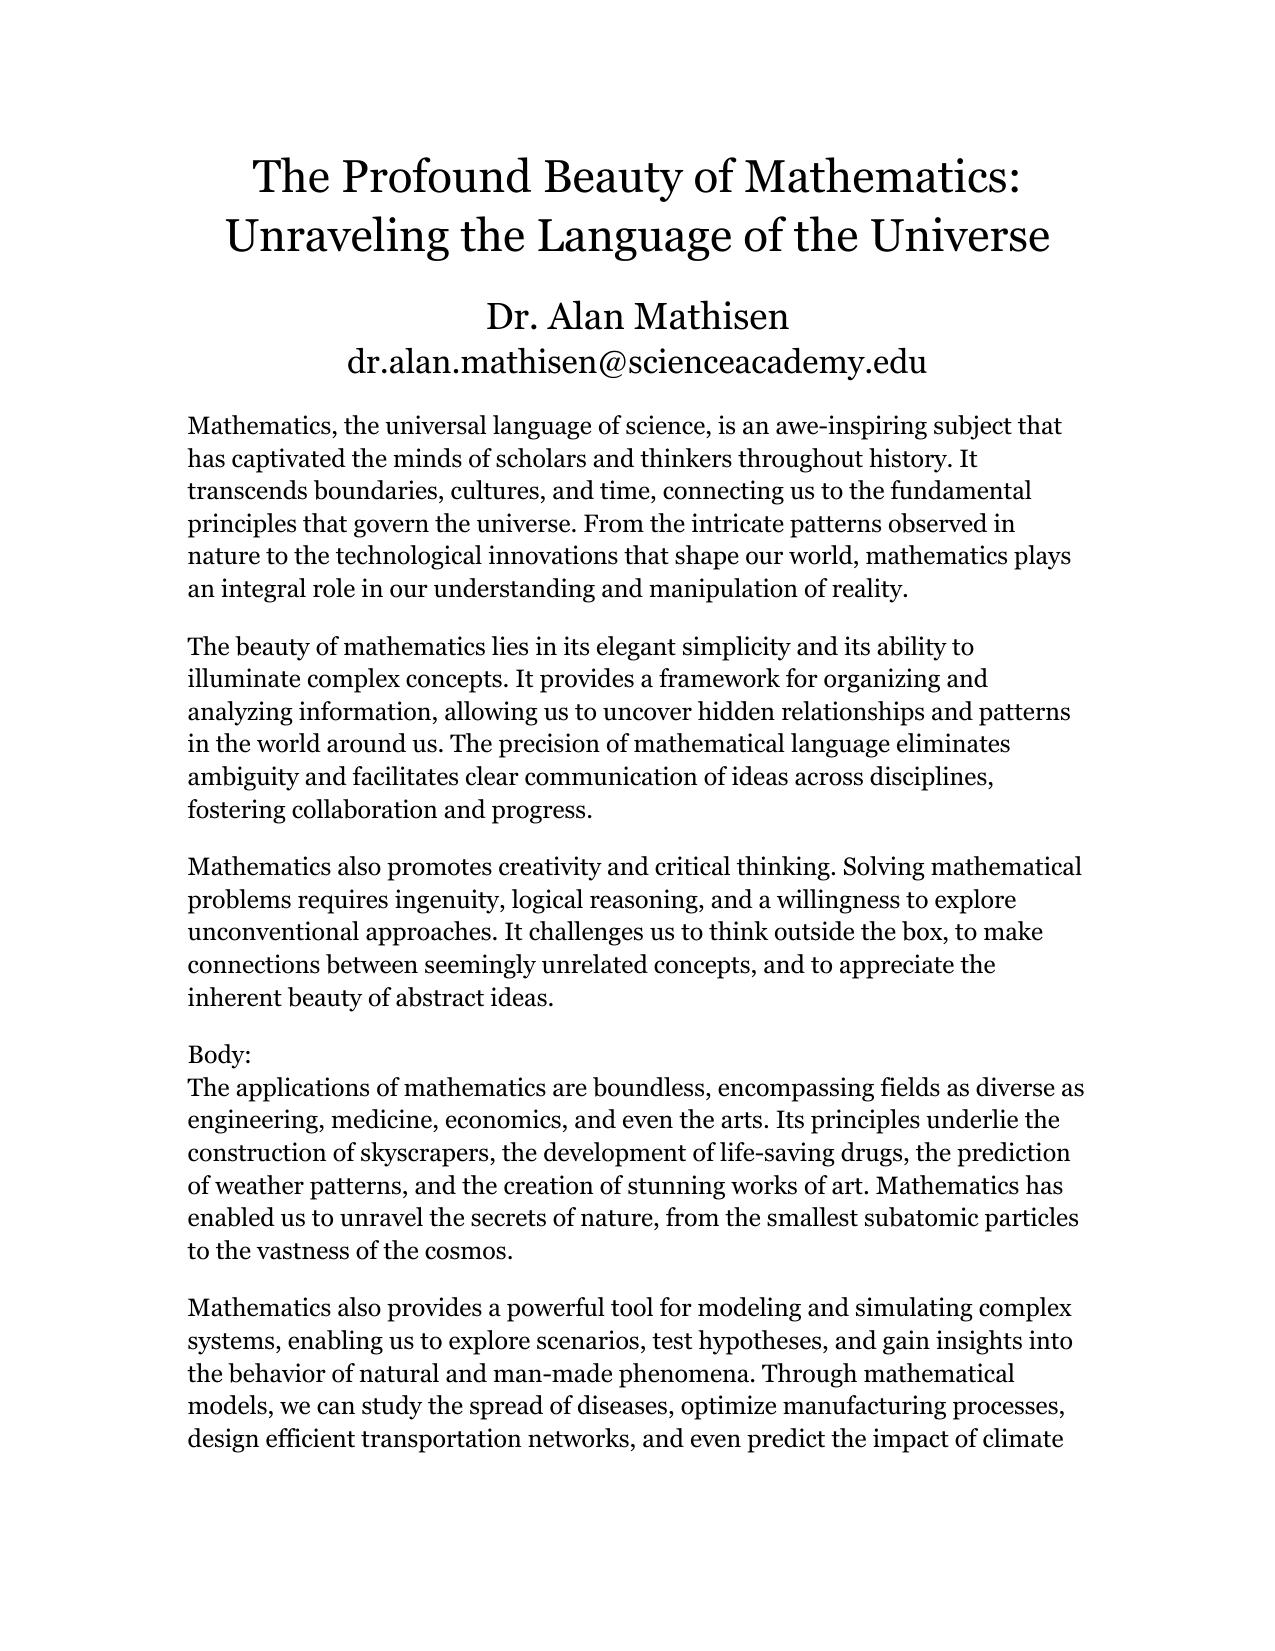 The Profound Beauty of Mathematics:
Unraveling the Language of the Universe
Dr. Alan Mathisen
dr.alan.mathisen@scienceacademy.edu
Mathematics, the universal language of science, is an awe-inspiring subject that
has captivated the minds of scholars and thinkers throughout history. It
transcends boundaries, cultures, and time, connecting us to the fundamental
principles that govern the universe. From the intricate patterns observed in
nature to the technological innovations that shape our world, mathematics plays
an integral role in our understanding and manipulation of reality.
The beauty of mathematics lies in its elegant simplicity and its ability to
illuminate complex concepts. It provides a framework for organizing and
analyzing information, allowing us to uncover hidden relationships and patterns
in the world around us. The precision of mathematical language eliminates
ambiguity and facilitates clear communication of ideas across disciplines,
fostering collaboration and progress.
Mathematics also promotes creativity and critical thinking. Solving mathematical
problems requires ingenuity, logical reasoning, and a willingness to explore
unconventional approaches. It challenges us to think outside the box, to make
connections between seemingly unrelated concepts, and to appreciate the
inherent beauty of abstract ideas.
Body:
The applications of mathematics are boundless, encompassing fields as diverse as
engineering, medicine, economics, and even the arts. Its principles underlie the
construction of skyscrapers, the development of life-saving drugs, the prediction
of weather patterns, and the creation of stunning works of art. Mathematics has
enabled us to unravel the secrets of nature, from the smallest subatomic particles
to the vastness of the cosmos.
Mathematics also provides a powerful tool for modeling and simulating complex
systems, enabling us to explore scenarios, test hypotheses, and gain insights into
the behavior of natural and man-made phenomena. Through mathematical
models, we can study the spread of diseases, optimize manufacturing processes,
design efficient transportation networks, and even predict the impact of climate